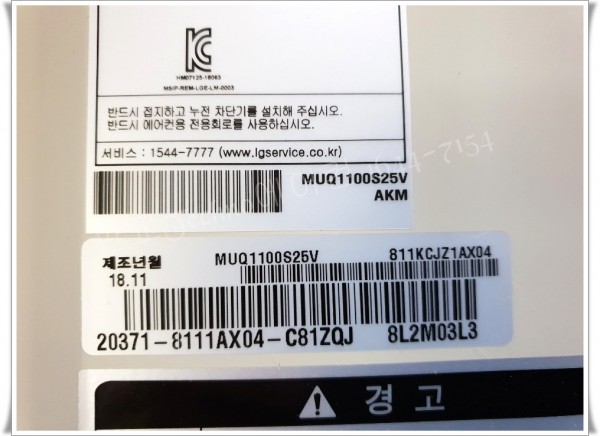 HM07125-18063
MSIP-REM-LGE-LM-0003
반드시 접지하고 누전 차단기를 설치해 주십시오.
반드시 에어컨용 전용회로를 사용하십시오.
서비스 : 1544-7777 (www.lgservice.co.kr)
MUQ1100S25V
AKM
제조년월
18.11
MUQ1100S25V
811KCJZ1AX04
20371-8111AX04-C81ZQJ
8L2M03L3
경 고